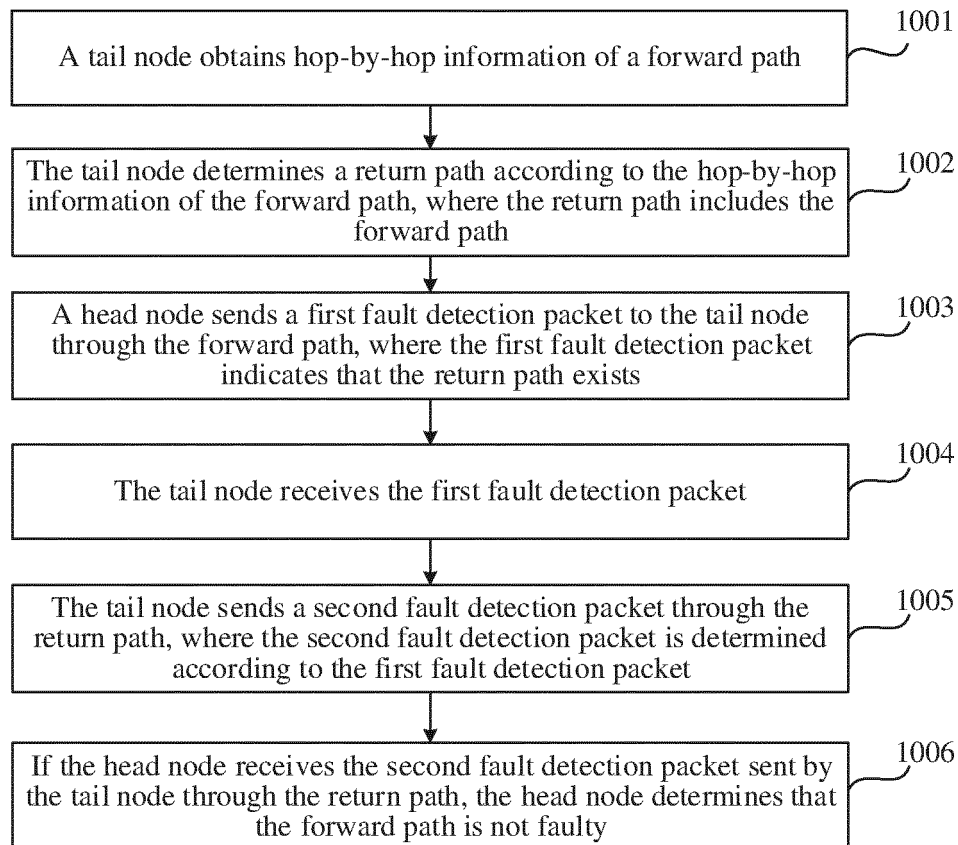 1001
A tail node obtains hop-by-hop information of a forward path
1002
The tail node determines a return path according to the hop-by-hop
information of the forward path, where the return path includes the
forward path
1003
A head node sends a first fault detection packet to the tail node
through the forward path, where the first fault detection packet
indicates that the return path exists
1004
The tail node receives the first fault detection packet
1005
The tail node sends a second fault detection packet through the
return path, where the second fault detection packet is determined
according to the first fault detection packet
1006
If the head node receives the second fault detection packet sent by
the tail node through the return path, the head node determines that
the forward path is not faulty